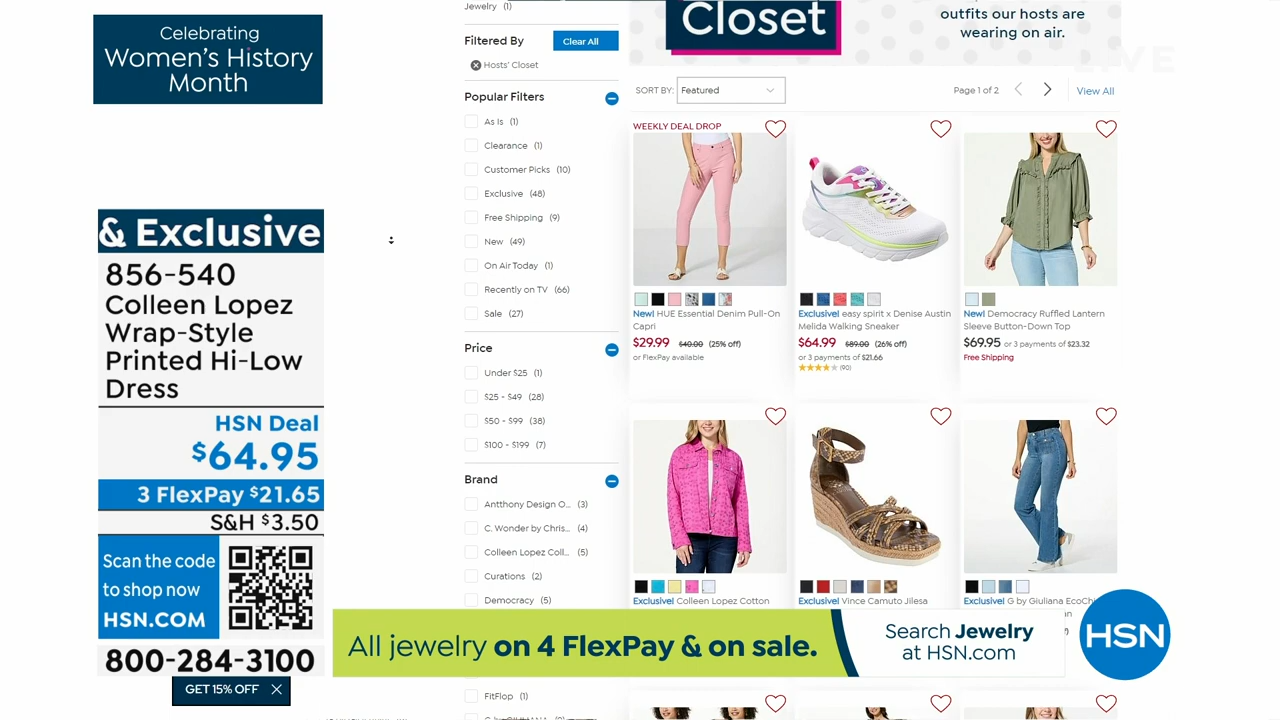 Celebrating
Women's History
Month
& Exclusive
856-540
Colleen Lopez
Wrap-Style
Printed Hi-Low
Dress
HSN Deal
$64.95
3 FlexPay $21.65
S&H $3.50
Scan the code
to shop now
HSN.COM
800-284-3100
GET 15% OFF
Jewelry (1)
Filtered By
Clear All
Hosts' Closet
Popular Filters
As Is (1)
Clearance (1)
Customer Picks (10)
Exclusive (48)
Free Shipping (9)
New (49)
On Air Today (1)
Recently on TV (66)
Sale (27)
Price
Under $25 (1)
$25 - $49 (28)
$50 - $99 (38)
$100 - $199 (7)
Brand
Antthony Design O... (3)
C. Wonder by Chris... (4)
Colleen Lopez Coll... (5)
Curations (2)
Democracy (5)
FitFlop (1)
Closet
outfits our hosts are
wearing on air.
LIVE
SORT BY: Featured
Page 1 of 2
View All
WEEKLY DEAL DROP
New! HUE Essential Denim Pull-On
Capri
$29.99 $40.00 (25% off)
or FlexPay available
Exclusive! easy spirit x Denise Austin
Melida Walking Sneaker
$64.99 $89.00 (26% off)
or 3 payments of $21.66
(90)
New! Democracy Ruffled Lantern
Sleeve Button-Down Top
$69.95 or 3 payments of $23.32
Free Shipping
Exclusive! Colleen Lopez Cotton
Exclusive! Vince Camuto Jilesa
Exclusive! G by Giuliana
All jewelry on 4 FlexPay & on sale.
Search Jewelry
at HSN.com
HSN